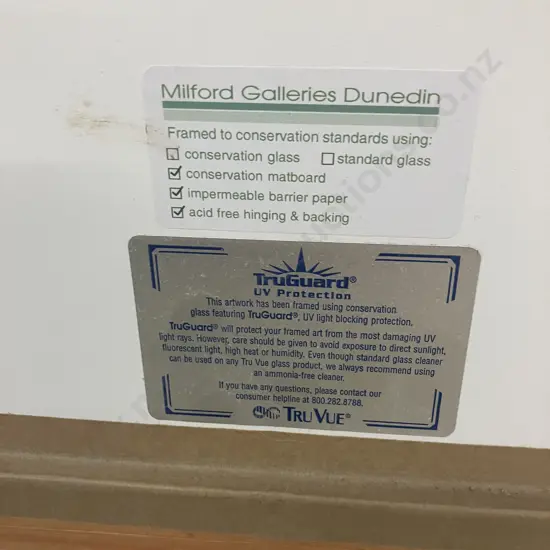 Milford Galleries Dunedin
Framed to conservation standards using:
☑ conservation glass ☐ standard glass
☑ conservation matboard
☑ impermeable barrier paper
☑ acid free hinging & backing
TruGuard®
UV Protection
This artwork has been framed using conservation
glass featuring TruGuard®, UV light blocking protection.
TruGuard® will protect your framed art from the most damaging UV
light rays. However, care should be given to avoid exposure to direct sunlight,
fluorescent light, high heat or humidity. Even though standard glass cleaner
can be used on any Tru Vue glass product, we always recommend using
an ammonia-free cleaner.
If you have any questions, please contact our
consumer helpline at 800.282.8788.
TRU VUE®